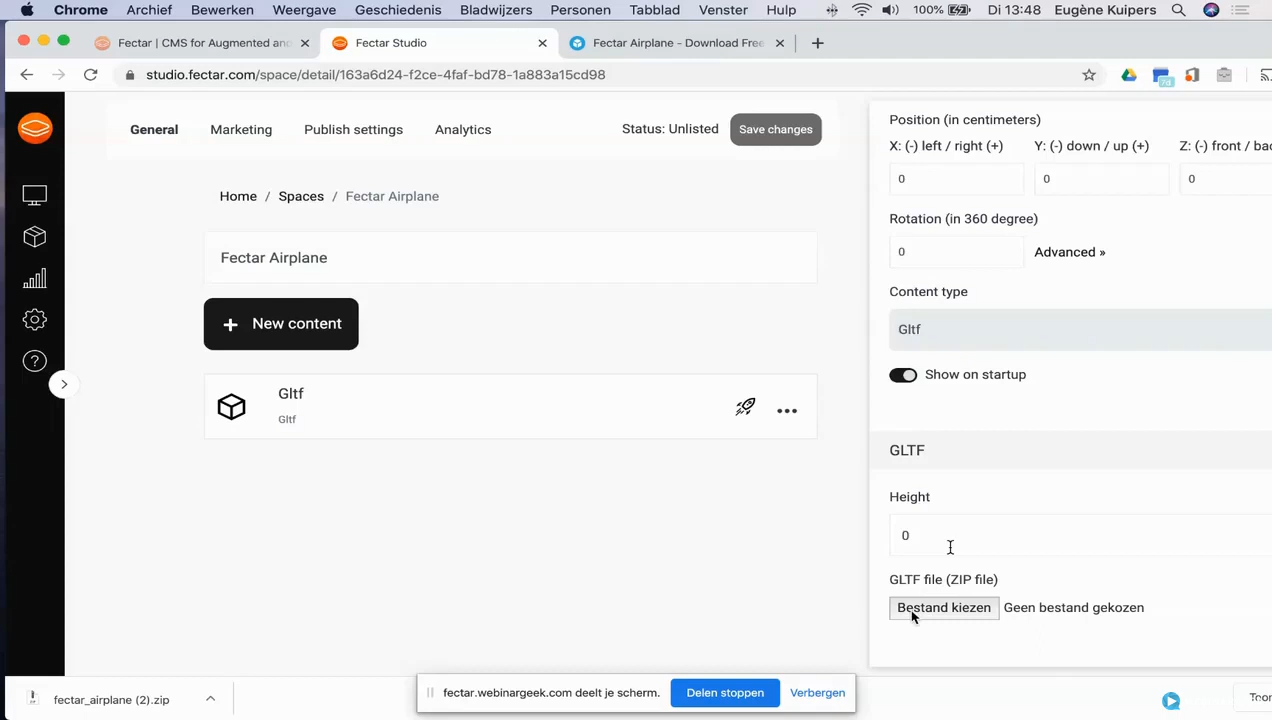 Chrome Archief Bewerken Weergave Geschiedenis Bladwijzers Personen Tabblad Venster Hulp 100% Di 13:48 Eugène Kuipers
Fectar | CMS for Augmented and
Fectar Studio
Fectar Airplane - Download Free
studio.fectar.com/space/detail/163a6d24-f2ce-4faf-bd78-1a883a15cd98
General Marketing Publish settings Analytics
Status: Unlisted
Save changes
Home / Spaces / Fectar Airplane
Fectar Airplane
+ New content
Gltf
Gltf
Position (in centimeters)
X: (-) left / right (+) Y: (-) down / up (+) Z: (-) front / bac
0 0 0
Rotation (in 360 degree)
0 Advanced »
Content type
Gltf
Show on startup
GLTF
Height
0
GLTF file (ZIP file)
Bestand kiezen Geen bestand gekozen
fectar_airplane (2).zip
fectar.webinargeek.com deelt je scherm. Delen stoppen Verbergen
Toon